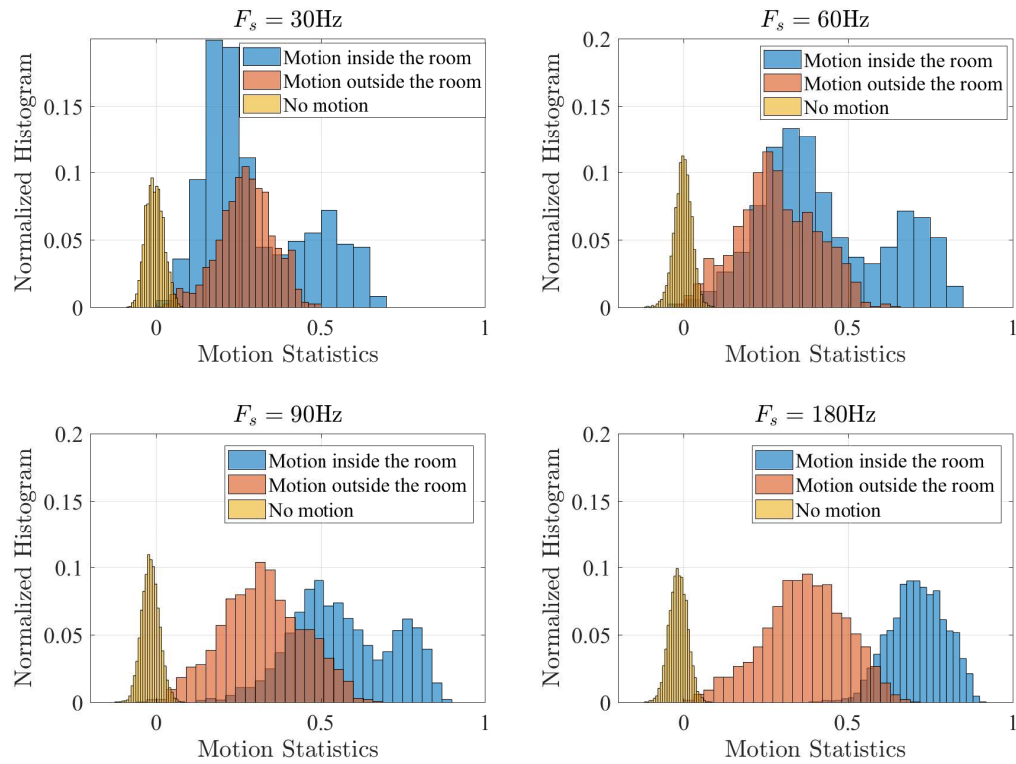 F_s = 30Hz
Normalized Histogram
0.15
0.1
0.05
0
Motion inside the room
Motion outside the room
No motion
0 0.5 1
Motion Statistics
F_s = 60Hz
Normalized Histogram
0.2
0.15
0.1
0.05
0
Motion inside the room
Motion outside the room
No motion
0 0.5 1
Motion Statistics
F_s = 90Hz
Normalized Histogram
0.2
0.15
0.1
0.05
0
Motion inside the room
Motion outside the room
No motion
0 0.5 1
Motion Statistics
F_s = 180Hz
Normalized Histogram
0.2
0.15
0.1
0.05
0
Motion inside the room
Motion outside the room
No motion
0 0.5 1
Motion Statistics